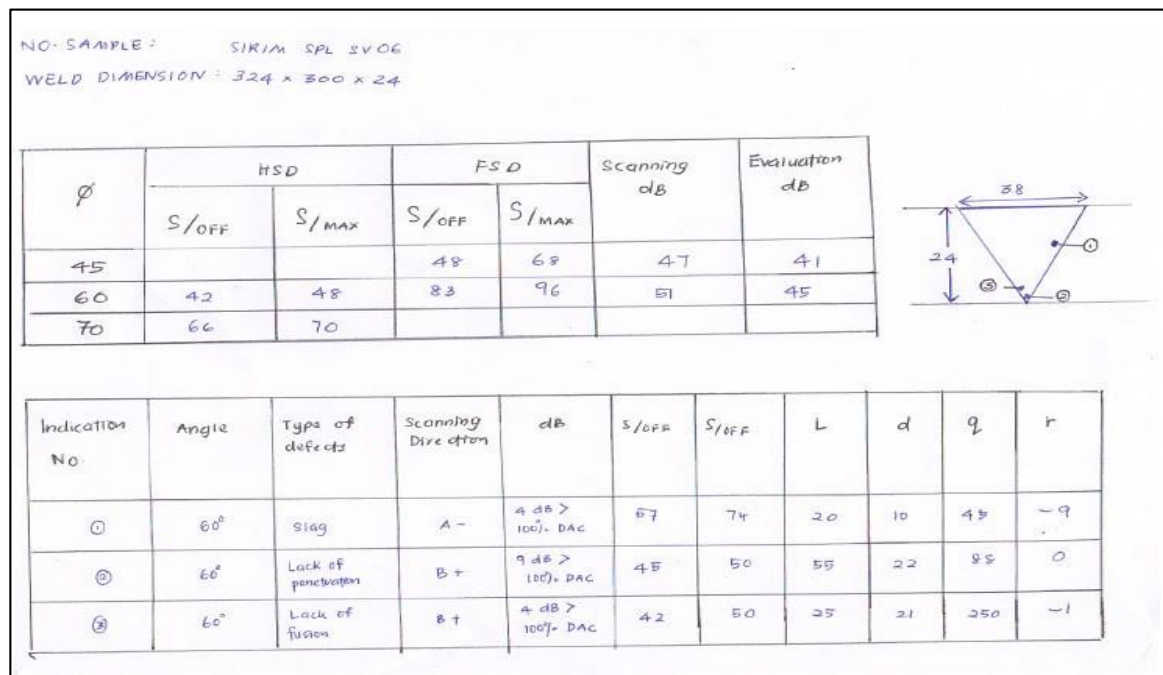 NO. SAMPLE : SIRIM SPL SV06
WELD DIMENSION : 324 x 300 x 24
φ HSD FSD Scanning dB Evaluation dB
S/OFF S/MAX S/OFF S/MAX
45 48 68 47 41
60 42 48 83 96 51 45
70 66 70
38
24
①
③ ②
Indication No. Angle Type of defects Scanning Direction dB S/OFF S/OFF L d q r
① 60° Slag A - 4 dB > 100% DAC 57 74 20 10 -9
② 60° Lack of penetration B + 9 dB > 100% DAC 45 50 55 22 0
③ 60° Lack of fusion B + 4 dB > 100% DAC 42 50 25 21 250 -1